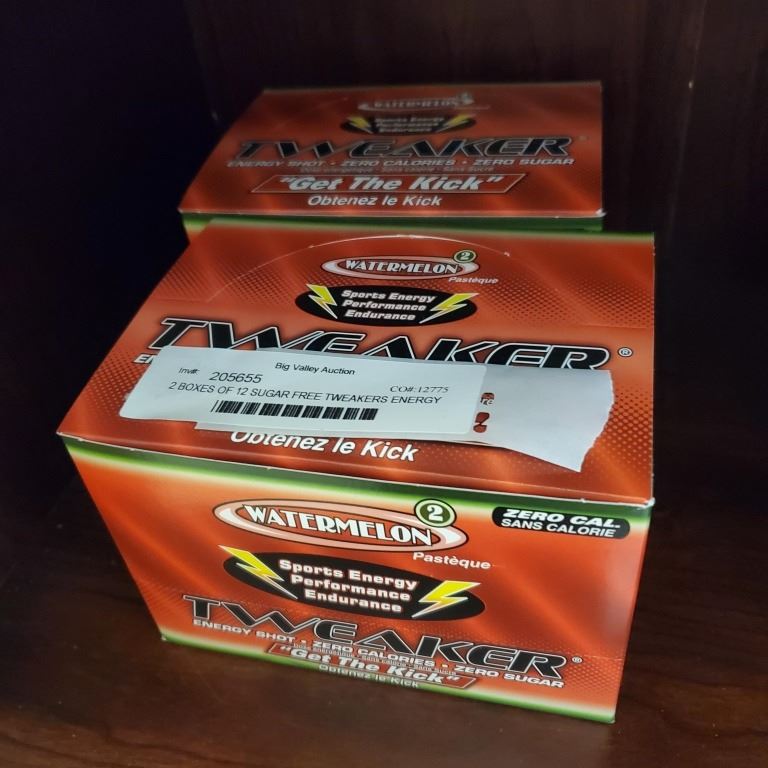 WATERMELON 2
Sports Energy
Performance
Endurance
TWEAKER
ENERGY SHOT • ZERO CALORIES • ZERO SUGAR
"Get The Kick"
Obtenez le Kick
WATERMELON 2
Pastèque
Sports Energy
Performance
Endurance
TWEAKER®
Big Valley Auction
Inv#: 205655
CO#:12775
2 BOXES OF 12 SUGAR FREE TWEAKERS ENERGY
Obtenez le Kick
WATERMELON 2
Pastèque
ZERO CAL.
SANS CALORIE
Sports Energy
Performance
Endurance
TWEAKER®
ENERGY SHOT • ZERO CALORIES • ZERO SUGAR
"Get The Kick"
Obtenez le Kick